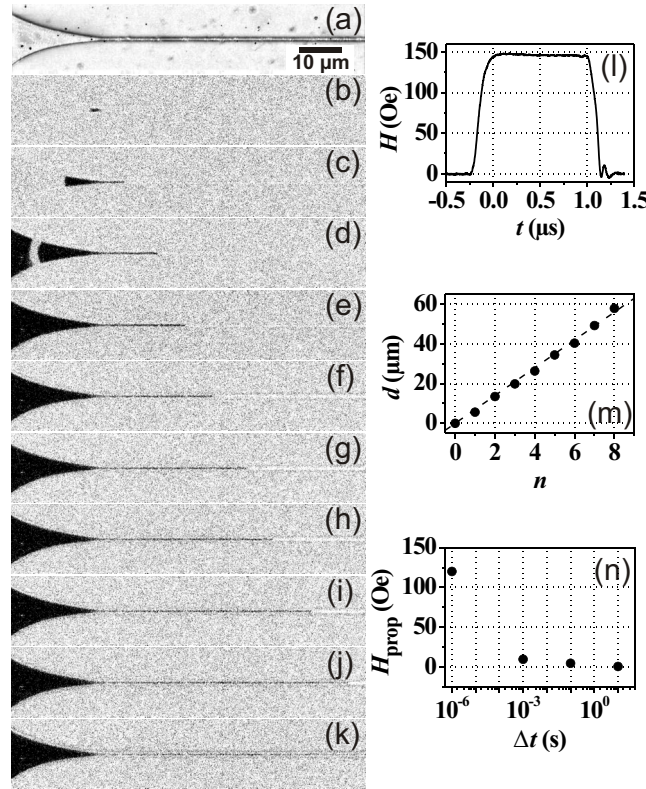 (a)
10 µm
(b)
(c)
(d)
(e)
(f)
(g)
(h)
(i)
(j)
(k)
(l)
150
100
50
0
H (Oe)
-0.5 0.0 0.5 1.0 1.5
t (µs)
60
40
20
0
d (µm)
(m)
0 2 4 6 8
n
150
100
50
0
H_prop (Oe)
(n)
10⁻⁶ 10⁻³ 10⁰
Δt (s)